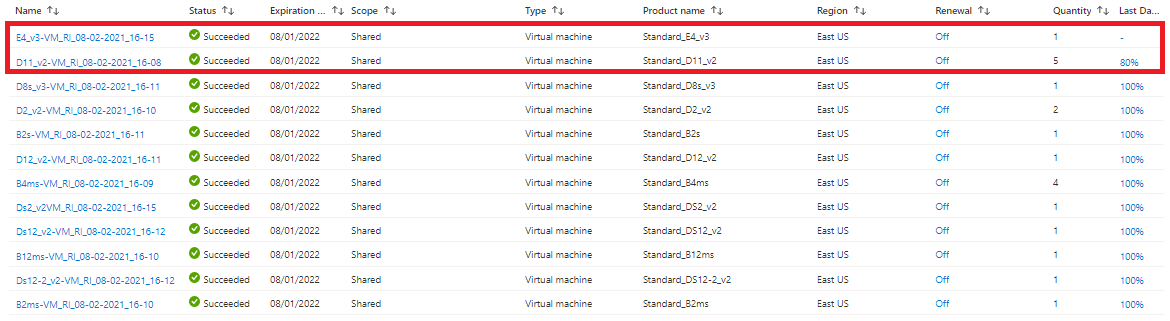 Name Status Expiration ... Scope Type Product name Region Renewal Quantity Last Da...
E4_v3-VM_RI_08-02-2021_16-15 Succeeded 08/01/2022 Shared Virtual machine Standard_E4_v3 East US Off 1 -
D11_v2-VM_RI_08-02-2021_16-08 Succeeded 08/01/2022 Shared Virtual machine Standard_D11_v2 East US Off 5 80%
D8s_v3-VM_RI_08-02-2021_16-11 Succeeded 08/01/2022 Shared Virtual machine Standard_D8s_v3 East US Off 1 100%
D2_v2-VM_RI_08-02-2021_16-10 Succeeded 08/01/2022 Shared Virtual machine Standard_D2_v2 East US Off 2 100%
B2s-VM_RI_08-02-2021_16-11 Succeeded 08/01/2022 Shared Virtual machine Standard_B2s East US Off 1 100%
D12_v2-VM_RI_08-02-2021_16-11 Succeeded 08/01/2022 Shared Virtual machine Standard_D12_v2 East US Off 1 100%
B4ms-VM_RI_08-02-2021_16-09 Succeeded 08/01/2022 Shared Virtual machine Standard_B4ms East US Off 4 100%
Ds2_v2VM_RI_08-02-2021_16-15 Succeeded 08/01/2022 Shared Virtual machine Standard_DS2_v2 East US Off 1 100%
Ds12_v2-VM_RI_08-02-2021_16-12 Succeeded 08/01/2022 Shared Virtual machine Standard_DS12_v2 East US Off 1 100%
B12ms-VM_RI_08-02-2021_16-10 Succeeded 08/01/2022 Shared Virtual machine Standard_B12ms East US Off 1 100%
Ds12-2_v2-VM_RI_08-02-2021_16-12 Succeeded 08/01/2022 Shared Virtual machine Standard_DS12-2_v2 East US Off 1 100%
B2ms-VM_RI_08-02-2021_16-10 Succeeded 08/01/2022 Shared Virtual machine Standard_B2ms East US Off 1 100%